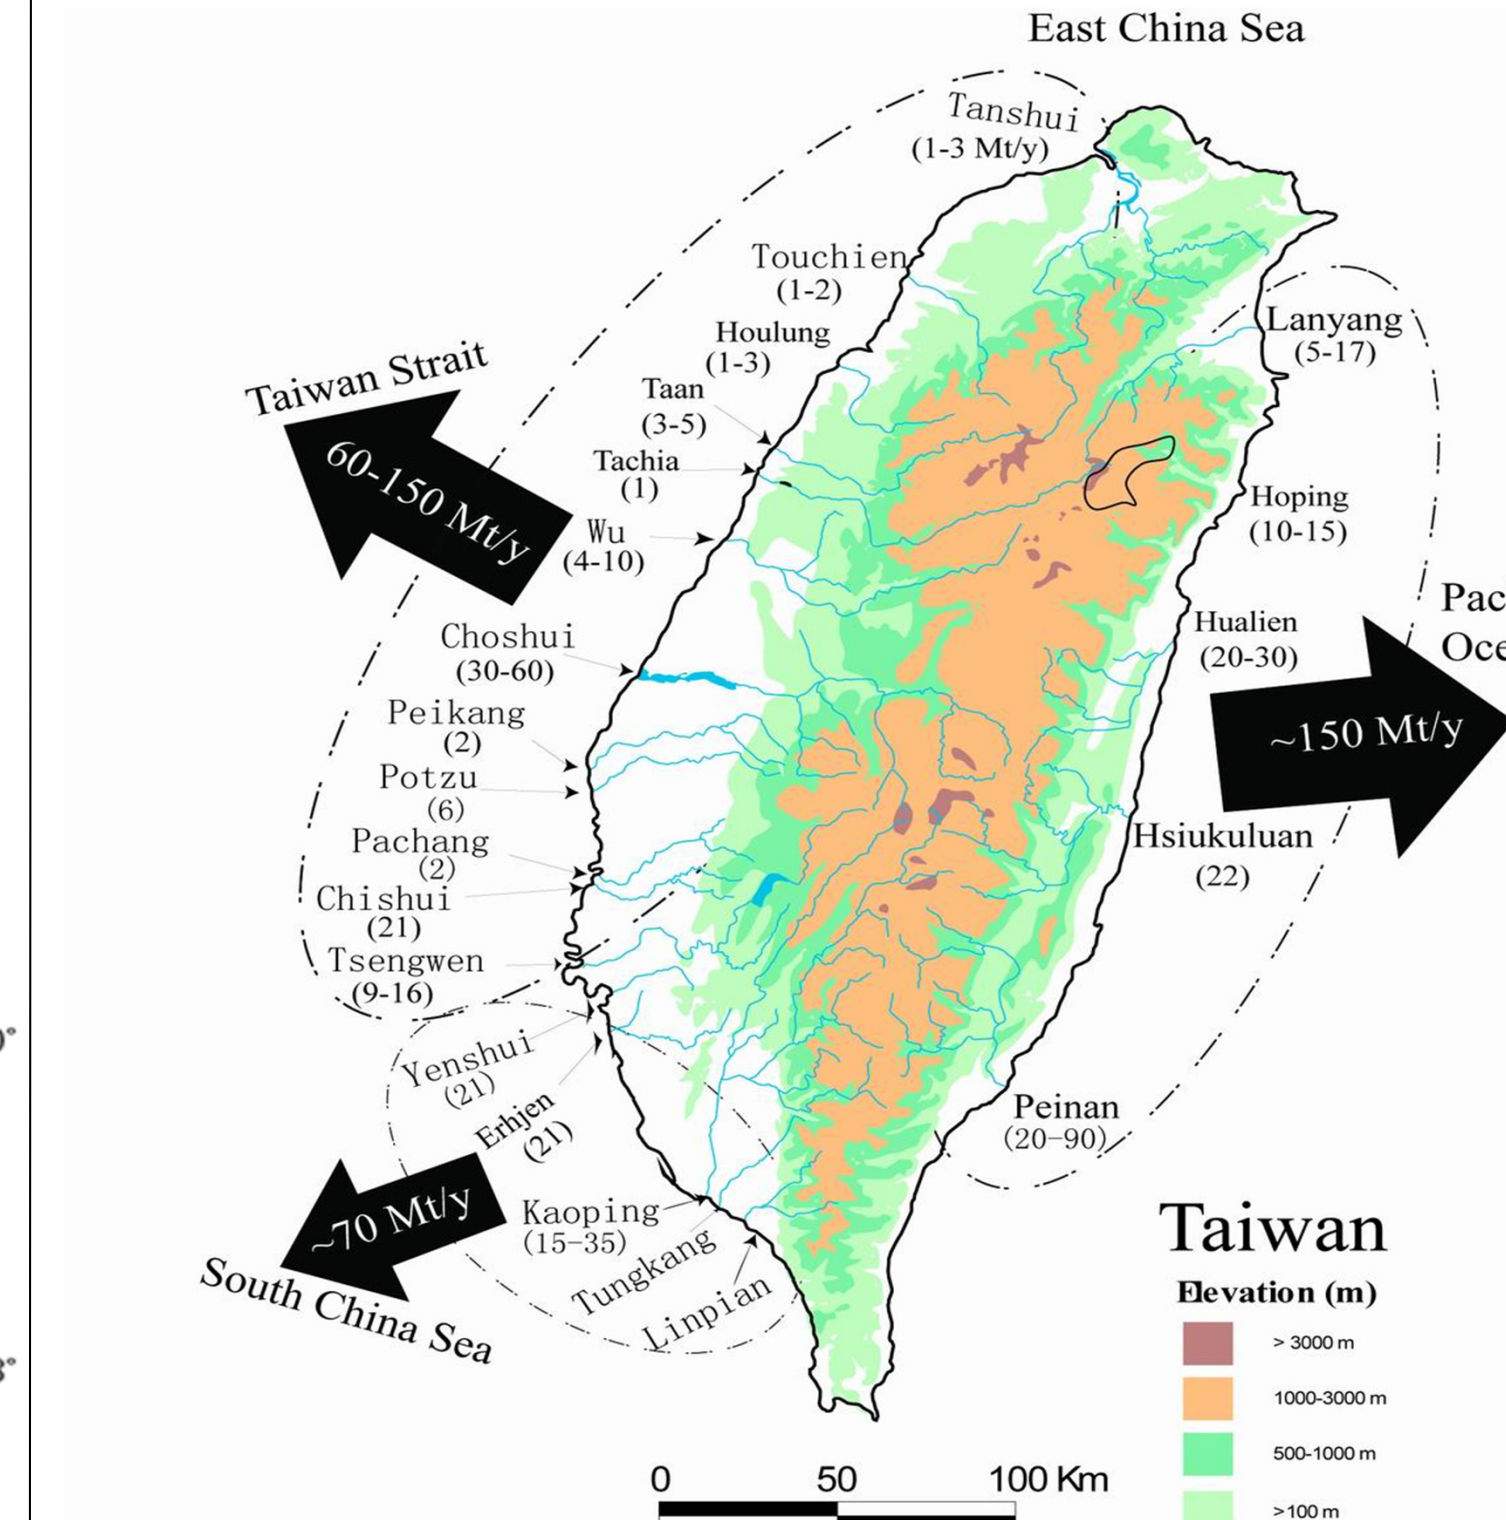 East China Sea
Tanshui
(1-3 Mt/y)
Touchien
(1-2)
Houlung
(1-3)
Taan
(3-5)
Tachia
(1)
Wu
(4-10)
Choshui
(30-60)
Peikang
(2)
Potzu
(6)
Pachang
(2)
Chishui
(21)
Tsengwen
(9-16)
Yenshui
(21)
Erhjen
(21)
Kaoping
(15-35)
Tungkang
Linpian
Taiwan Strait
60-150 Mt/y
~70 Mt/y
South China Sea
Lanyang
(5-17)
Hoping
(10-15)
Hualien
(20-30)
Pac
Oce
~150 Mt/y
Hsiukuluan
(22)
Peinan
(20-90)
Taiwan
Elevation (m)
> 3000 m
1000-3000 m
500-1000 m
>100 m
0 50 100 Km